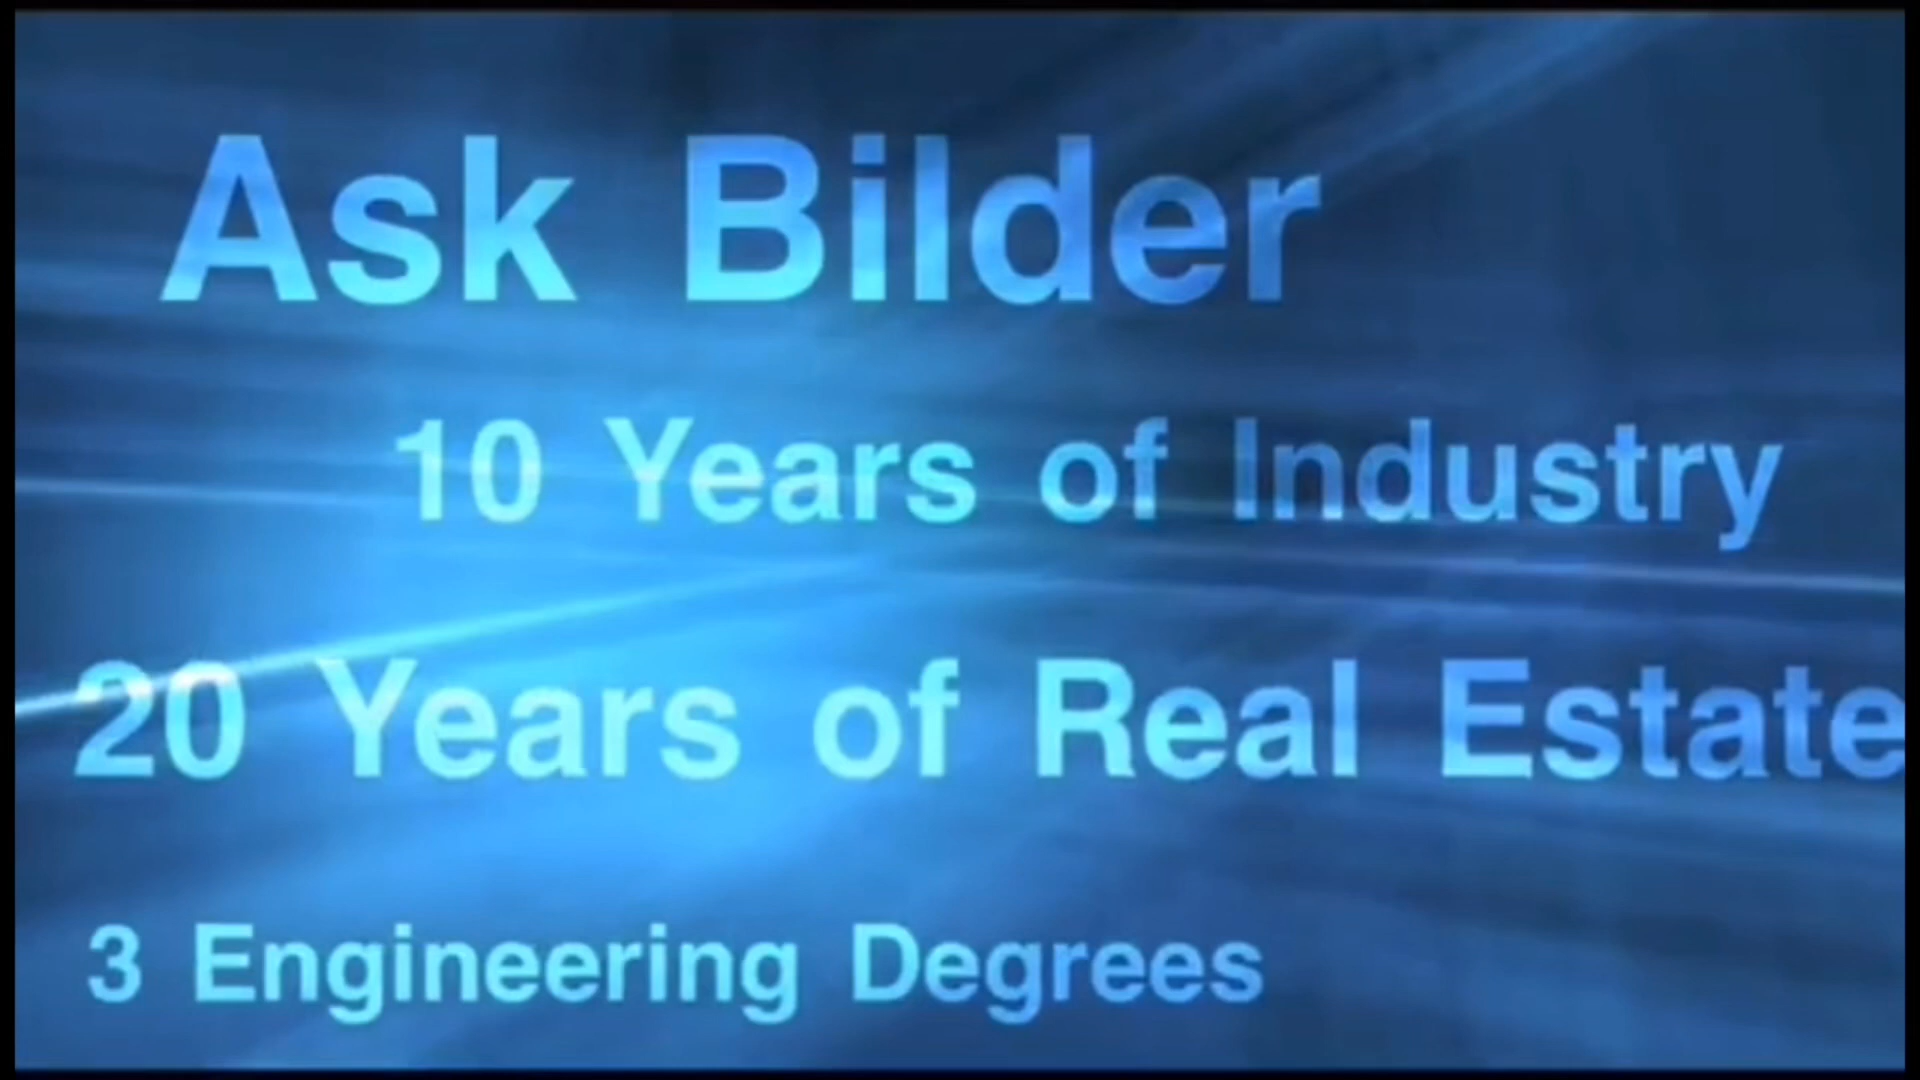 Ask Bilder
10 Years of Industry
20 Years of Real Estate
3 Engineering Degrees